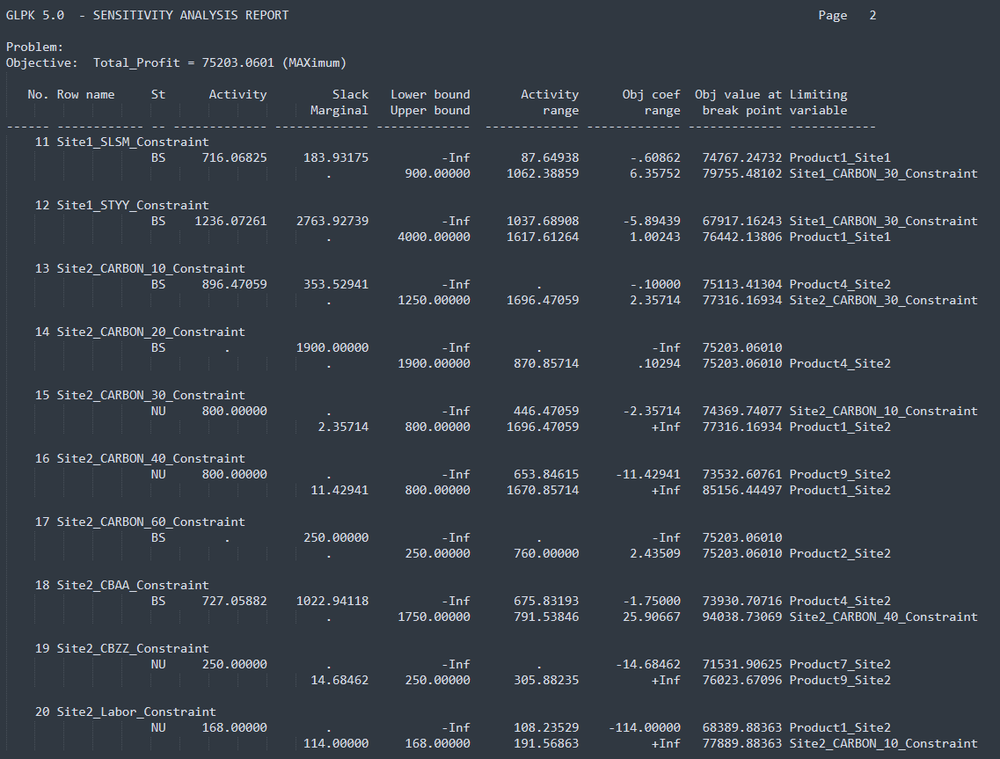 GLPK 5.0  - SENSITIVITY ANALYSIS REPORT                                                                         Page   2
Problem:
Objective:  Total_Profit = 75203.0601 (MAXimum)
   No. Row name     St      Activity         Slack   Lower bound       Activity      Obj coef  Obj value at Limiting
                                          Marginal   Upper bound          range         range   break point variable
------ ------------ -- ------------- ------------- -------------  ------------- ------------- ------------- ------------
    11 Site1_SLSM_Constraint
                    BS     716.06825     183.93175          -Inf       87.64938       -.60862   74767.24732 Product1_Site1
                                            .          900.00000     1062.38859       6.35752   79755.48102 Site1_CARBON_30_Constraint
    12 Site1_STYY_Constraint
                    BS    1236.07261    2763.92739          -Inf     1037.68908      -5.89439   67917.16243 Site1_CARBON_30_Constraint
                                            .         4000.00000     1617.61264       1.00243   76442.13806 Product1_Site1
    13 Site2_CARBON_10_Constraint
                    BS     896.47059     353.52941          -Inf         .            -.10000   75113.41304 Product4_Site2
                                            .         1250.00000     1696.47059       2.35714   77316.16934 Site2_CARBON_30_Constraint
    14 Site2_CARBON_20_Constraint
                    BS        .         1900.00000          -Inf         .               -Inf   75203.06010
                                            .         1900.00000      870.85714        .10294   75203.06010 Product4_Site2
    15 Site2_CARBON_30_Constraint
                    NU     800.00000        .               -Inf      446.47059      -2.35714   74369.74077 Site2_CARBON_10_Constraint
                                           2.35714     800.00000     1696.47059          +Inf   77316.16934 Product1_Site2
    16 Site2_CARBON_40_Constraint
                    NU     800.00000        .               -Inf      653.84615     -11.42941   73532.60761 Product9_Site2
                                          11.42941     800.00000     1670.85714          +Inf   85156.44497 Product1_Site2
    17 Site2_CARBON_60_Constraint
                    BS        .          250.00000          -Inf         .               -Inf   75203.06010
                                            .          250.00000      760.00000       2.43509   75203.06010 Product2_Site2
    18 Site2_CBAA_Constraint
                    BS     727.05882    1022.94118          -Inf      675.83193      -1.75000   73930.70716 Product4_Site2
                                            .         1750.00000      791.53846      25.90667   94038.73069 Site2_CARBON_40_Constraint
    19 Site2_CBZZ_Constraint
                    NU     250.00000        .               -Inf         .          -14.68462   71531.90625 Product7_Site2
                                          14.68462     250.00000      305.88235          +Inf   76023.67096 Product9_Site2
    20 Site2_Labor_Constraint
                    NU     168.00000        .               -Inf      108.23529    -114.00000   68389.88363 Product1_Site2
                                         114.00000     168.00000      191.56863          +Inf   77889.88363 Site2_CARBON_10_Constraint